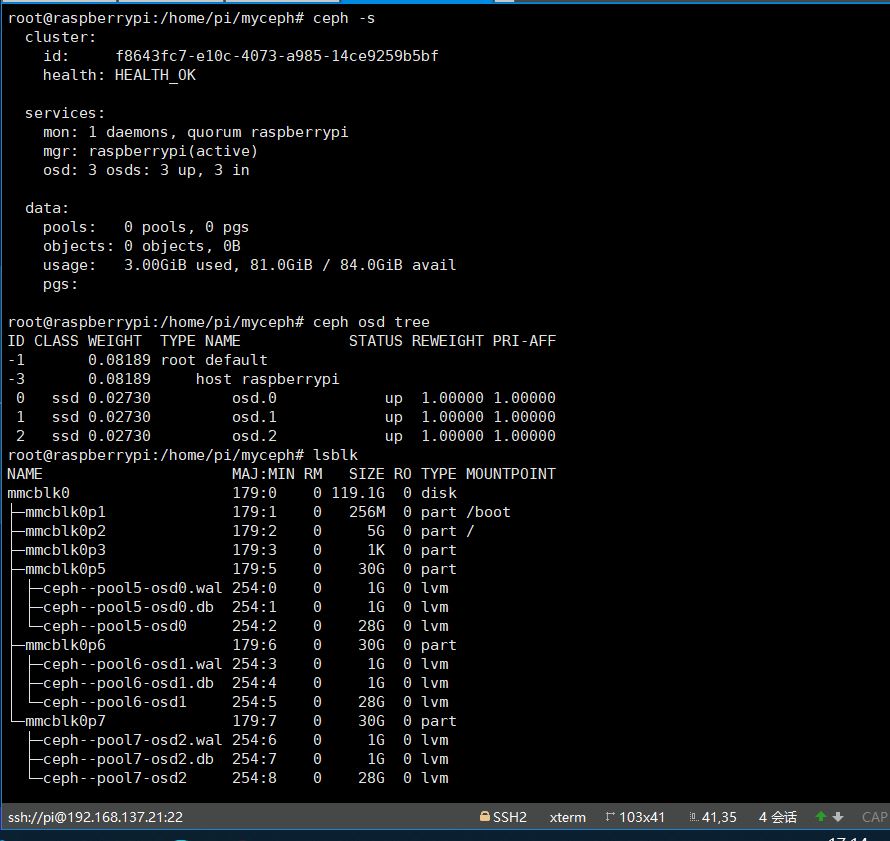 root@raspberrypi:/home/pi/myceph# ceph -s
  cluster:
    id:     f8643fc7-e10c-4073-a985-14ce9259b5bf
    health: HEALTH_OK

  services:
    mon: 1 daemons, quorum raspberrypi
    mgr: raspberrypi(active)
    osd: 3 osds: 3 up, 3 in

  data:
    pools:   0 pools, 0 pgs
    objects: 0 objects, 0B
    usage:   3.00GiB used, 81.0GiB / 84.0GiB avail
    pgs:

root@raspberrypi:/home/pi/myceph# ceph osd tree
ID CLASS WEIGHT  TYPE NAME            STATUS REWEIGHT PRI-AFF
-1       0.08189 root default
-3       0.08189     host raspberrypi
 0   ssd 0.02730         osd.0             up  1.00000 1.00000
 1   ssd 0.02730         osd.1             up  1.00000 1.00000
 2   ssd 0.02730         osd.2             up  1.00000 1.00000
root@raspberrypi:/home/pi/myceph# lsblk
NAME                     MAJ:MIN RM   SIZE RO TYPE MOUNTPOINT
mmcblk0                  179:0    0 119.1G  0 disk
├─mmcblk0p1              179:1    0   256M  0 part /boot
├─mmcblk0p2              179:2    0     5G  0 part /
├─mmcblk0p3              179:3    0     1K  0 part
├─mmcblk0p5              179:5    0    30G  0 part
│ ├─ceph--pool5-osd0.wal 254:0    0     1G  0 lvm
│ ├─ceph--pool5-osd0.db  254:1    0     1G  0 lvm
│ └─ceph--pool5-osd0     254:2    0    28G  0 lvm
├─mmcblk0p6              179:6    0    30G  0 part
│ ├─ceph--pool6-osd1.wal 254:3    0     1G  0 lvm
│ ├─ceph--pool6-osd1.db  254:4    0     1G  0 lvm
│ └─ceph--pool6-osd1     254:5    0    28G  0 lvm
└─mmcblk0p7              179:7    0    30G  0 part
  ├─ceph--pool7-osd2.wal 254:6    0     1G  0 lvm
  ├─ceph--pool7-osd2.db  254:7    0     1G  0 lvm
  └─ceph--pool7-osd2     254:8    0    28G  0 lvm
ssh://pi@192.168.137.21:22 SSH2 xterm 103x41 41,35 4 会话 CAP